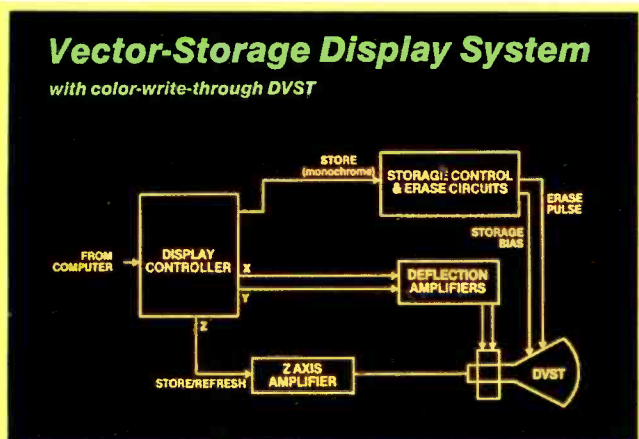 Vector-Storage Display System
with color-write-through DVST
STORE
(monochrome)
STORAGE CONTROL
& ERASE CIRCUITS
ERASE
PULSE
STORAGE
BIAS
FROM
COMPUTER
DISPLAY
CONTROLLER
X
Y
Z
DEFLECTION
AMPLIFIERS
STORE/REFRESH
Z AXIS
AMPLIFIER
DVST